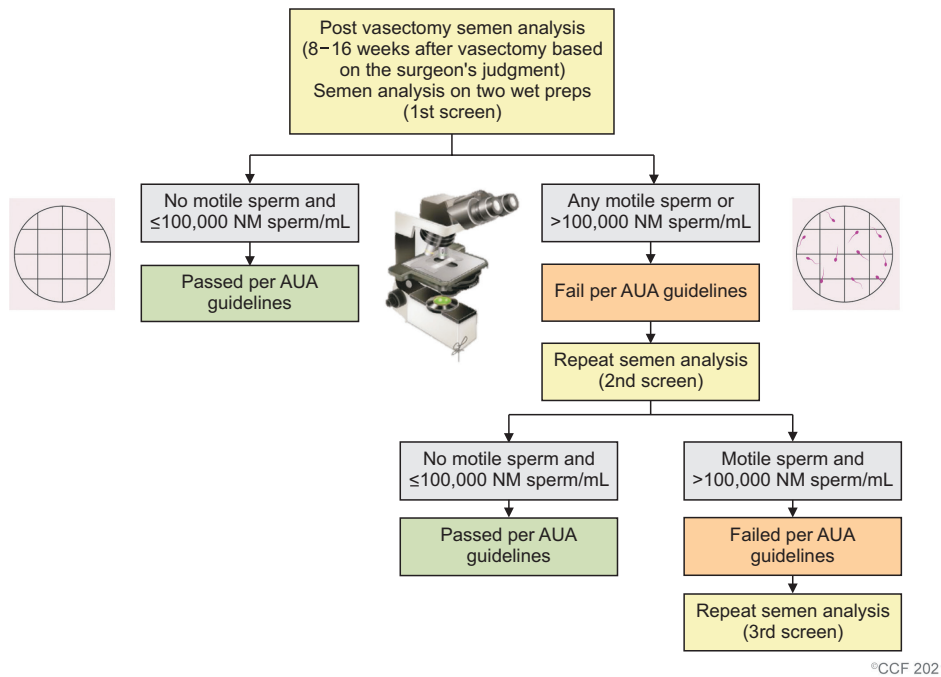 Post vasectomy semen analysis
(8−16 weeks after vasectomy based
on the surgeon's judgment)
Semen analysis on two wet preps
(1st screen)
No motile sperm and
≤100,000 NM sperm/mL
Any motile sperm or
>100,000 NM sperm/mL
Passed per AUA
guidelines
Fail per AUA guidelines
Repeat semen analysis
(2nd screen)
No motile sperm and
≤100,000 NM sperm/mL
Motile sperm and
>100,000 NM sperm/mL
Passed per AUA
guidelines
Failed per AUA
guidelines
Repeat semen analysis
(3rd screen)
©CCF 202